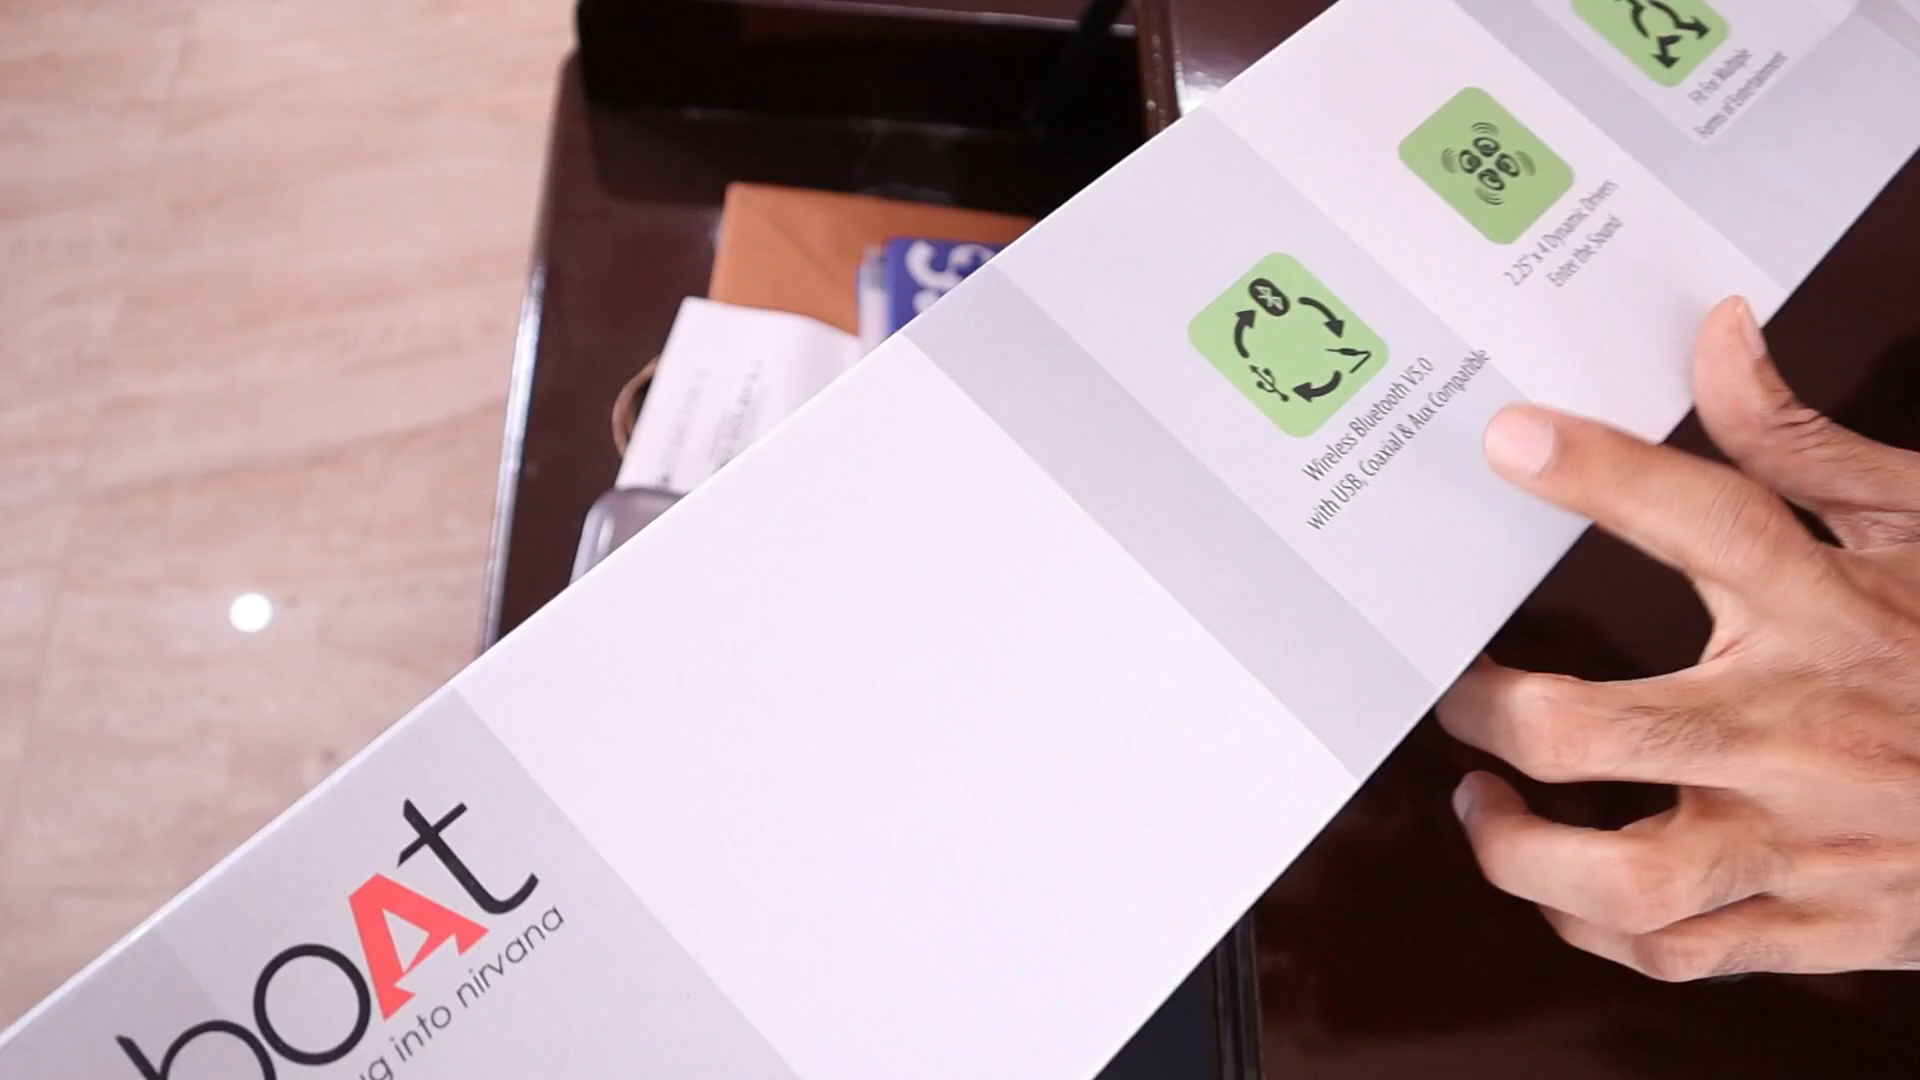 Fit For Multiple
Forms of Entertainment
2.25" x 4 Dynamic Drivers
Enter the Sound
Wireless Bluetooth V5.0
with USB, Coaxial & Aux Compatible
boAt
ug into nirvana